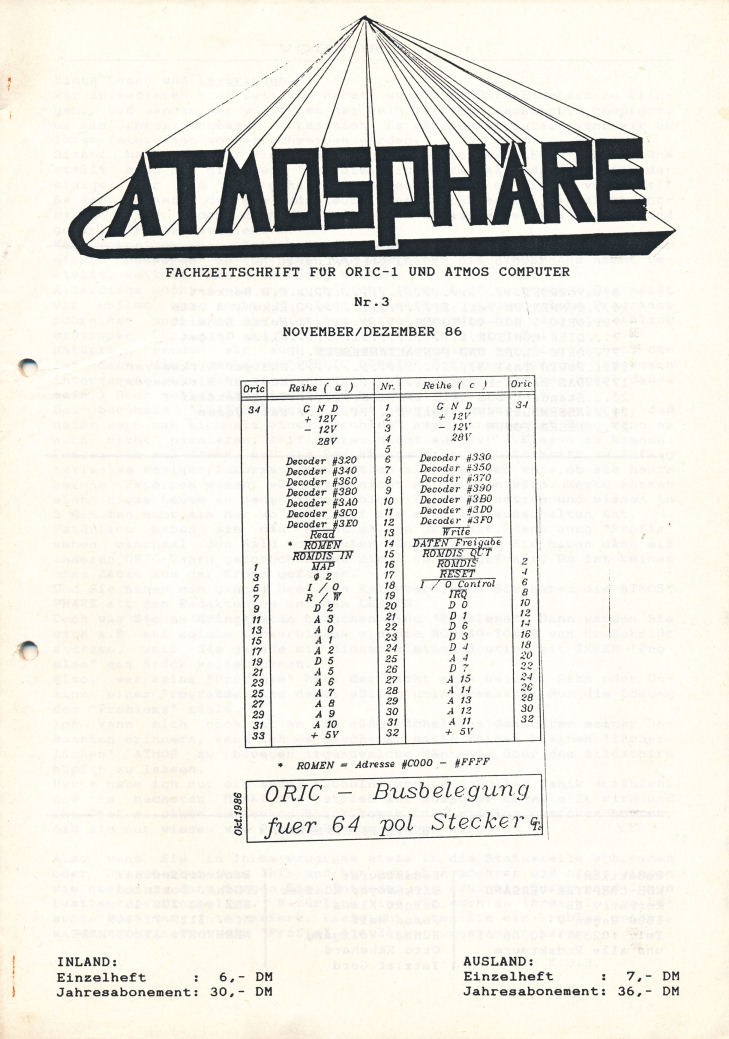 ATMOSPHÄRE
FACHZEITSCHRIFT FÜR ORIC-1 UND ATMOS COMPUTER
Nr.3
NOVEMBER/DEZEMBER 86
Oric Reihe ( a ) Nr. Reihe ( c ) Oric
34 G N D 1 G N D 34
+ 12V 2 + 12V
- 12V 3 - 12V
28V 4 28V
5
Decoder #320 6 Decoder #330
Decoder #340 7 Decoder #350
Decoder #360 8 Decoder #370
Decoder #380 9 Decoder #390
Decoder #3A0 10 Decoder #3B0
Decoder #3C0 11 Decoder #3D0
Decoder #3E0 12 Decoder #3F0
Read 13 Write
* ROMEN 14 DATEN Freigabe
ROMDIS IN 15 ROMDIS OUT
1 MAP 16 ROMDIS 2
3 ϕ 2 17 RESET 4
5 I / O 18 I / O Control 6
7 R / W 19 IRQ 8
9 D 2 20 D 0 10
11 A 3 21 D 1 12
13 A 0 22 D 6 14
15 A 1 23 D 3 16
17 A 2 24 D 4 18
19 D 5 25 A 4 20
21 A 5 26 D 7 22
23 A 6 27 A 15 24
25 A 7 28 A 14 26
27 A 8 29 A 13 28
29 A 9 30 A 12 30
31 A 10 31 A 11 32
33 + 5V 32 + 5V
* ROMEN = Adresse #C000 - #FFFF
Okt.1986
ORIC - Busbelegung
fuer 64 pol Stecker
INLAND:
Einzelheft : 6,- DM
Jahresabonement: 30,- DM
AUSLAND:
Einzelheft : 7,- DM
Jahresabonement: 36,- DM